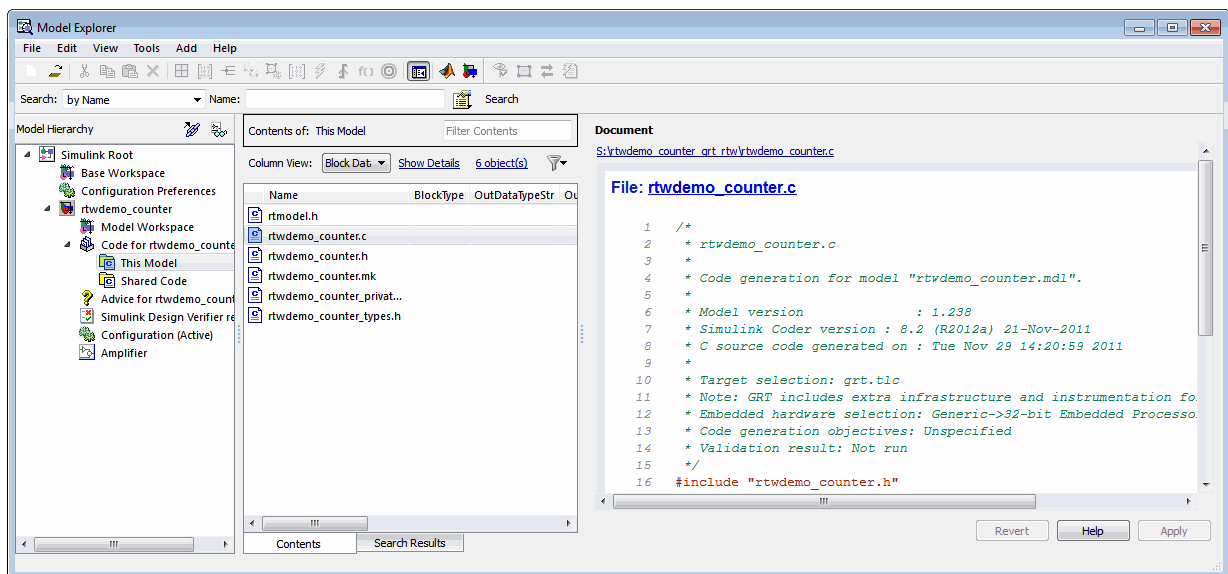 Model Explorer
File Edit View Tools Add Help
Search: by Name Name: Search
Model Hierarchy
Simulink Root
Base Workspace
Configuration Preferences
rtwdemo_counter
Model Workspace
Code for rtwdemo_counte
This Model
Shared Code
Advice for rtwdemo_count
Simulink Design Verifier re
Configuration (Active)
Amplifier
Contents of: This Model Filter Contents
Column View: Block Dat Show Details 6 object(s)
Name BlockType OutDataTypeStr Ou
rtmodel.h
rtwdemo_counter.c
rtwdemo_counter.h
rtwdemo_counter.mk
rtwdemo_counter_privat...
rtwdemo_counter_types.h
Contents Search Results
Document
S:\rtwdemo_counter_grt_rtw\rtwdemo_counter.c
File: rtwdemo_counter.c
1 /*
2 * rtwdemo_counter.c
3 *
4 * Code generation for model "rtwdemo_counter.mdl".
5 *
6 * Model version : 1.238
7 * Simulink Coder version : 8.2 (R2012a) 21-Nov-2011
8 * C source code generated on : Tue Nov 29 14:20:59 2011
9 *
10 * Target selection: grt.tlc
11 * Note: GRT includes extra infrastructure and instrumentation fo
12 * Embedded hardware selection: Generic->32-bit Embedded Processo
13 * Code generation objectives: Unspecified
14 * Validation result: Not run
15 */
16 #include "rtwdemo_counter.h"
Revert Help Apply